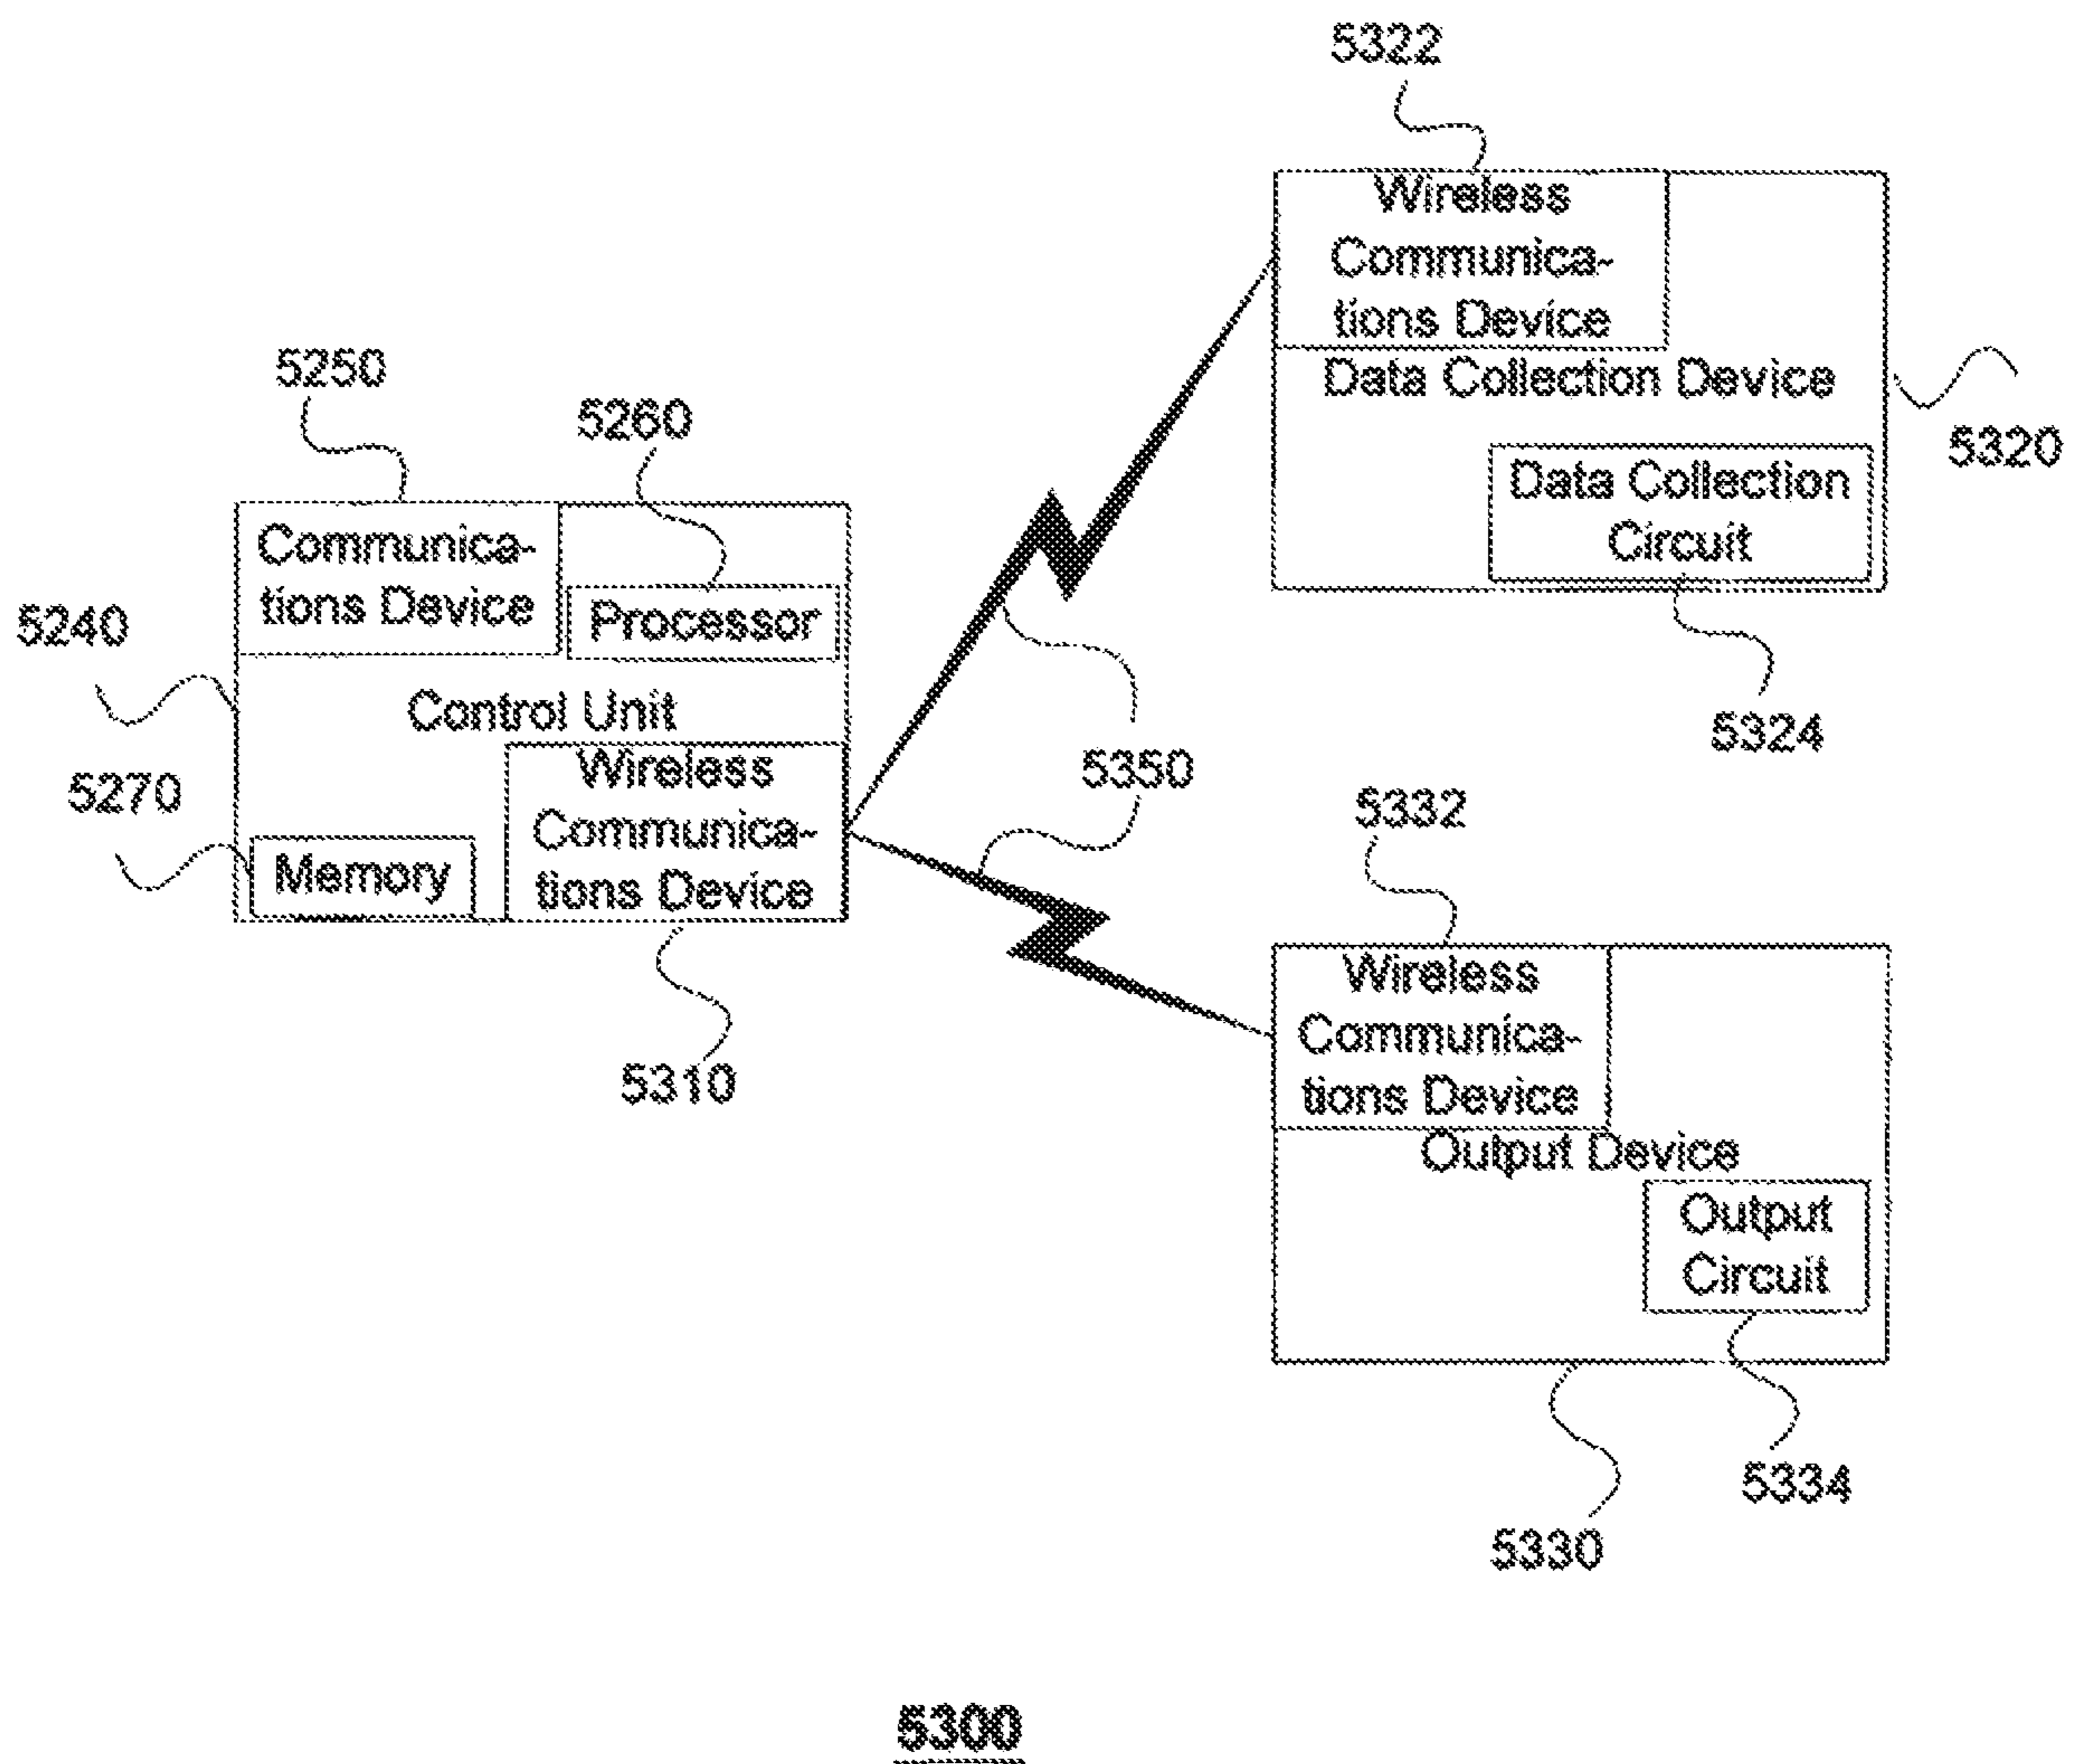 5322
Wireless
Communica-
tions Device
Data Collection Device
5320
Data Collection
Circuit
5324
5250
5260
Communica-
tions Device
Processor
5240
Control Unit
5270
Memory
Wireless
Communica-
tions Device
5310
5350
5332
Wireless
Communica-
tions Device
Output Device
Output
Circuit
5334
5330
5300